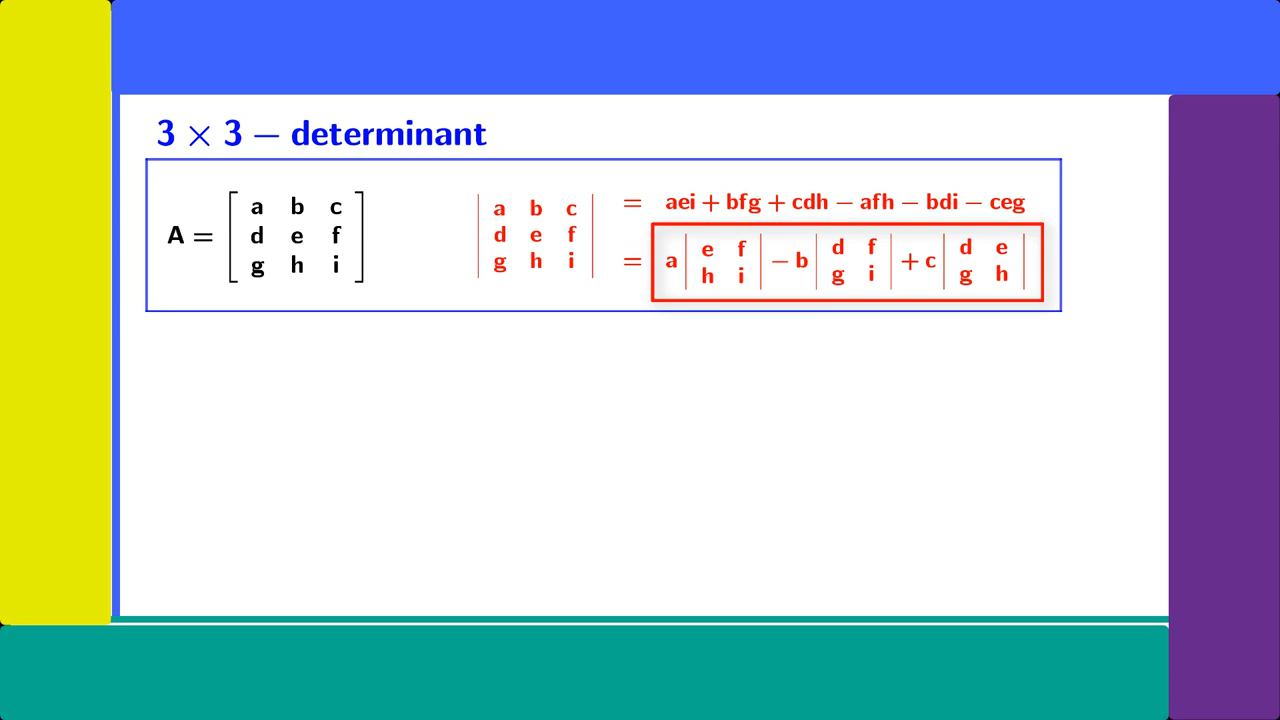 3 × 3 − determinant
A = [ a b c
d e f
g h i ]
| a b c |
| d e f |
| g h i |
= aei + bfg + cdh − afh − bdi − ceg
= a | e f | − b | d f | + c | d e |
| h i | | g i | | g h |